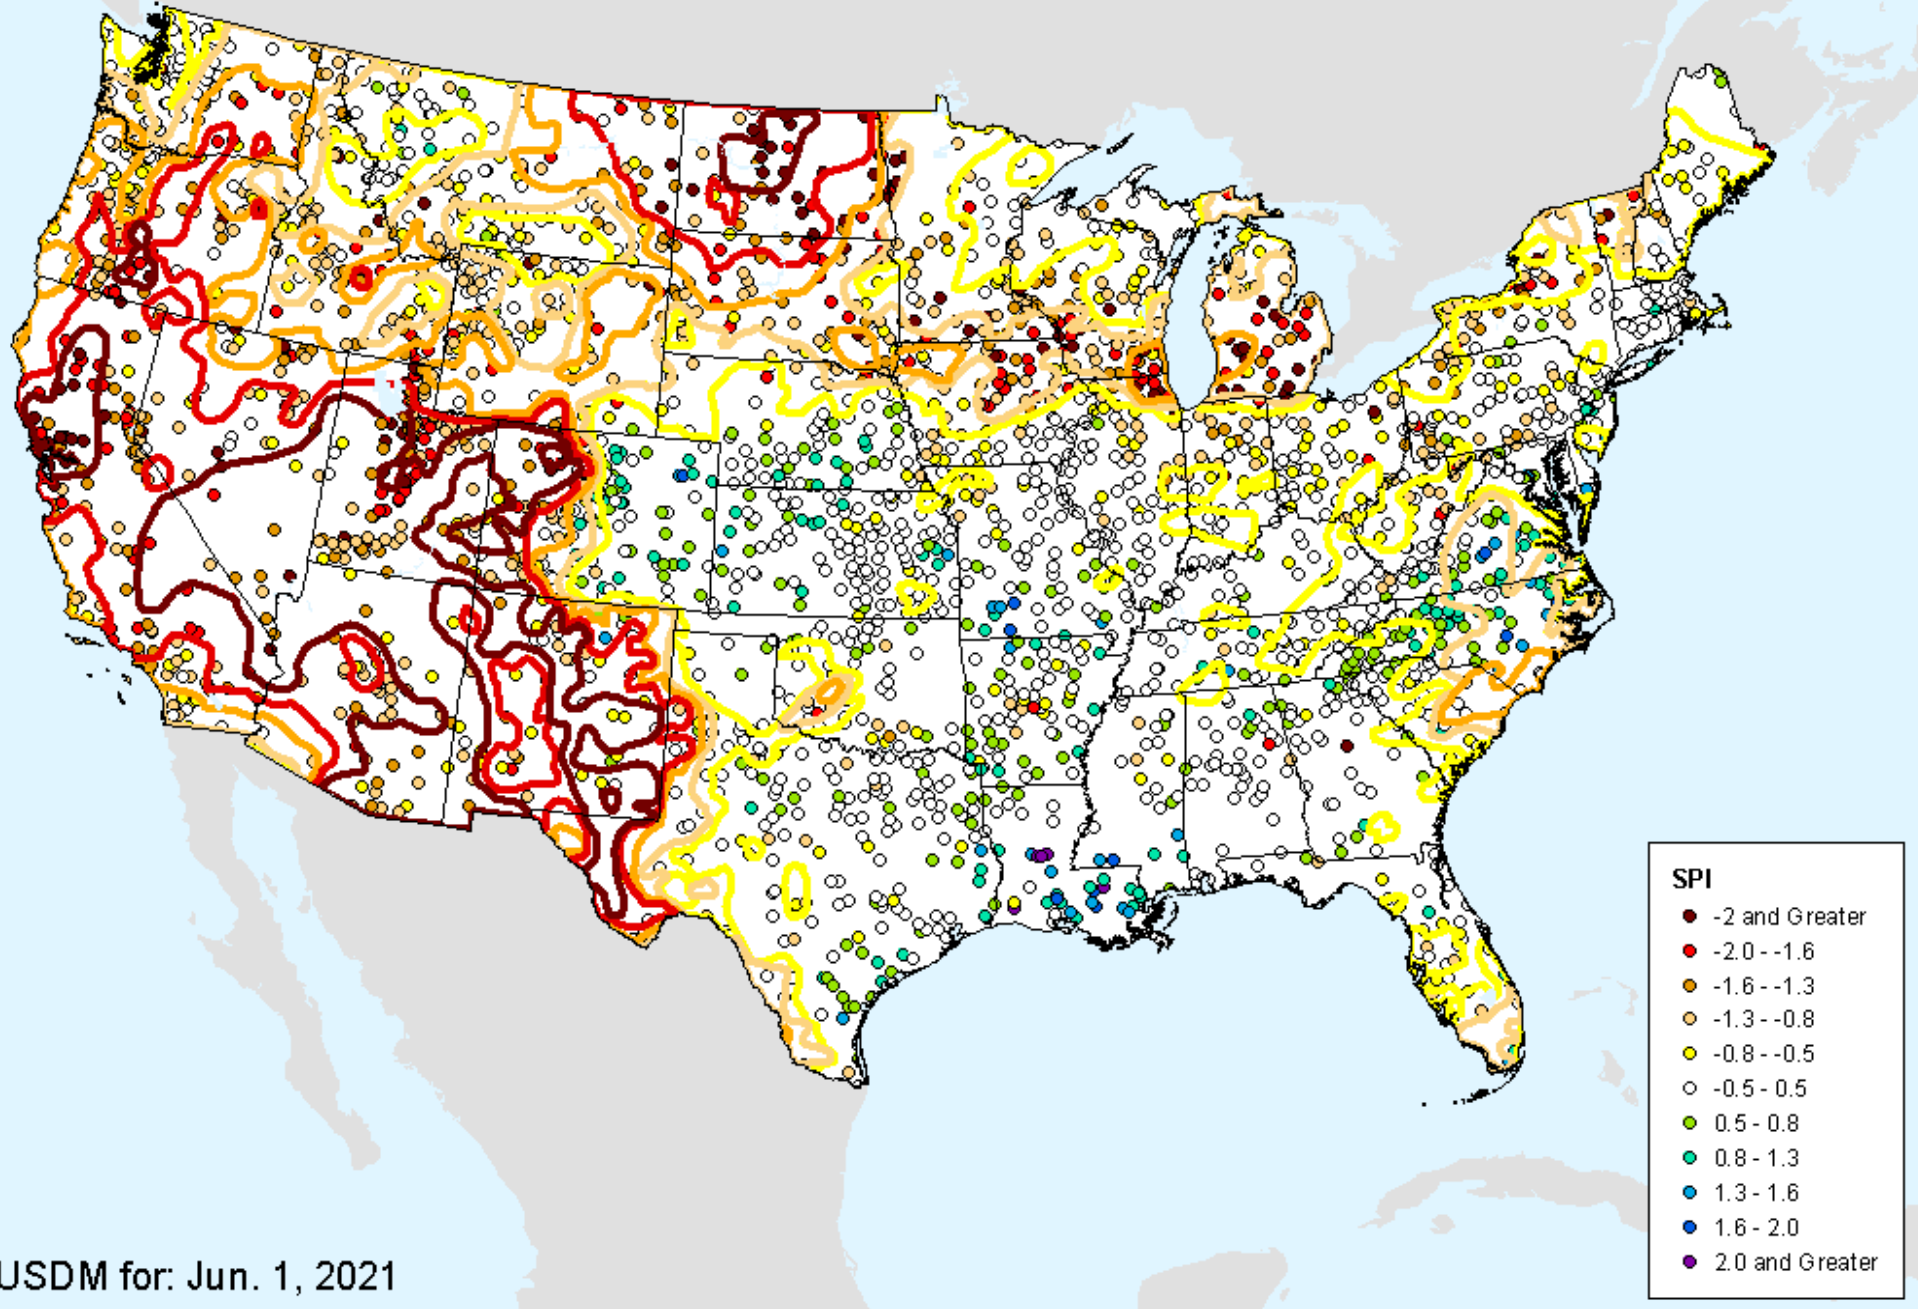 SPI
-2 and Greater
-2.0 - -1.6
-1.6 - -1.3
-1.3 - -0.8
-0.8 - -0.5
-0.5 - 0.5
0.5 - 0.8
0.8 - 1.3
1.3 - 1.6
1.6 - 2.0
2.0 and Greater
USDM for: Jun. 1, 2021